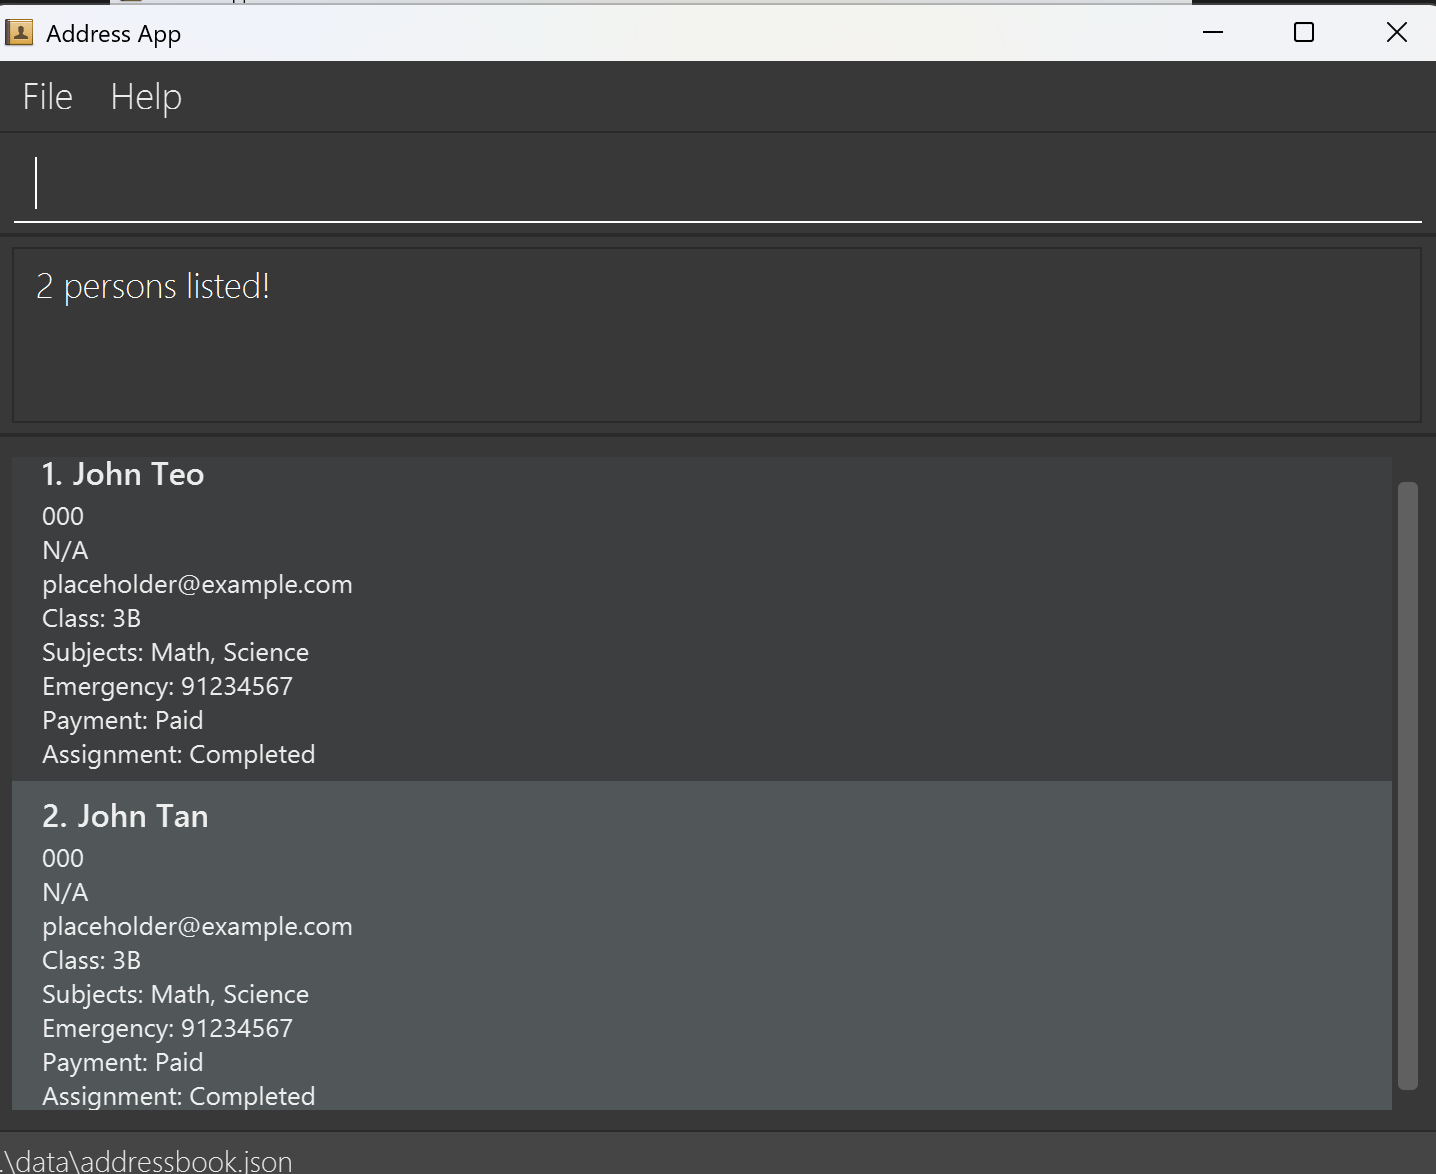 Address App
File Help
2 persons listed!
1. John Teo
000
N/A
placeholder@example.com
Class: 3B
Subjects: Math, Science
Emergency: 91234567
Payment: Paid
Assignment: Completed
2. John Tan
000
N/A
placeholder@example.com
Class: 3B
Subjects: Math, Science
Emergency: 91234567
Payment: Paid
Assignment: Completed
.\data\addressbook.json